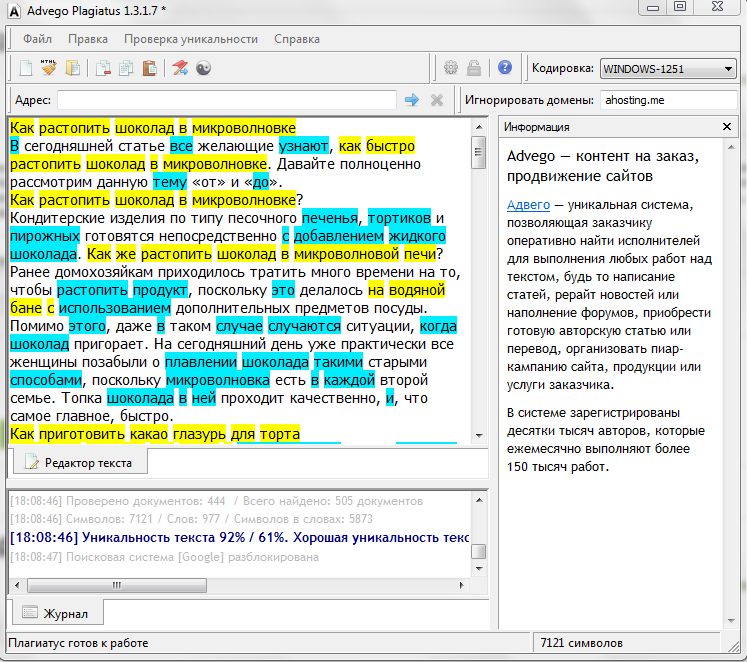 Advego Plagiatus 1.3.1.7 *
Файл Правка Проверка уникальности Справка
HTML
Кодировка: WINDOWS-1251
Адрес:
Игнорировать домены: ahosting.me
Как растопить шоколад в микроволновке
В сегодняшней статье все желающие узнают, как быстро
растопить шоколад в микроволновке. Давайте полноценно
рассмотрим данную тему «от» и «до».
Как растопить шоколад в микроволновке?
Кондитерские изделия по типу песочного печенья, тортиков и
пирожных готовятся непосредственно с добавлением жидкого
шоколада. Как же растопить шоколад в микроволновой печи?
Ранее домохозяйкам приходилось тратить много времени на то,
чтобы растопить продукт, поскольку это делалось на водяной
бане с использованием дополнительных предметов посуды.
Помимо этого, даже в таком случае случаются ситуации, когда
шоколад пригорает. На сегодняшний день уже практически все
женщины позабыли о плавлении шоколада такими старыми
способами, поскольку микроволновка есть в каждой второй
семье. Топка шоколада в ней проходит качественно, и, что
самое главное, быстро.
Как приготовить какао глазурь для торта
Редактор текста
[18:08:46] Проверено документов: 444 / Всего найдено: 505 документов
[18:08:46] Символов: 7121 / Слов: 977 / Символов в словах: 5873
[18:08:46] Уникальность текста 92% / 61%. Хорошая уникальность текс
[18:08:47] Поисковая система [Google] разблокирована
Журнал
Информация
Advego — контент на заказ,
продвижение сайтов
Адвего — уникальная система,
позволяющая заказчику
оперативно найти исполнителей
для выполнения любых работ над
текстом, будь то написание
статей, рерайт новостей или
наполнение форумов, приобрести
готовую авторскую статью или
перевод, организовать пиар-
кампанию сайта, продукции или
услуги заказчика.
В системе зарегистрированы
десятки тысяч авторов, которые
ежемесячно выполняют более
150 тысяч работ.
Плагиатус готов к работе
7121 символов